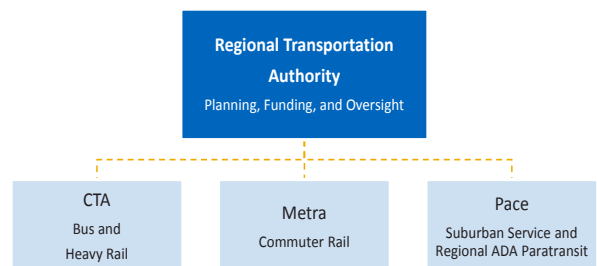 Regional Transportation
Authority
Planning, Funding, and Oversight
CTA
Bus and
Heavy Rail
Metra
Commuter Rail
Pace
Suburban Service and
Regional ADA Paratransit